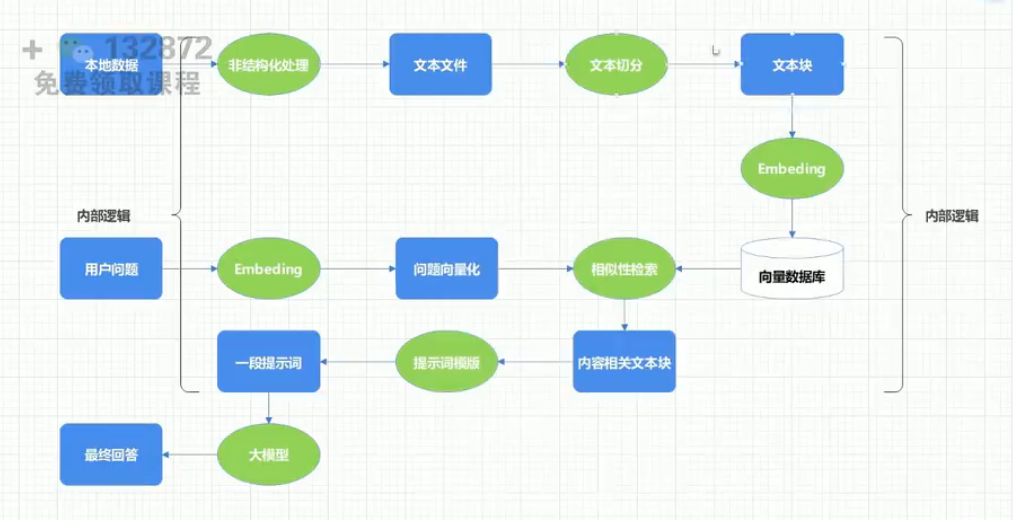 + 132872
免费领取课程
本地数据
非结构化处理
文本文件
文本切分
文本块
Embeding
内部逻辑
内部逻辑
用户问题
Embeding
问题向量化
相似性检索
向量数据库
一段提示词
提示词模版
内容相关文本块
最终回答
大模型